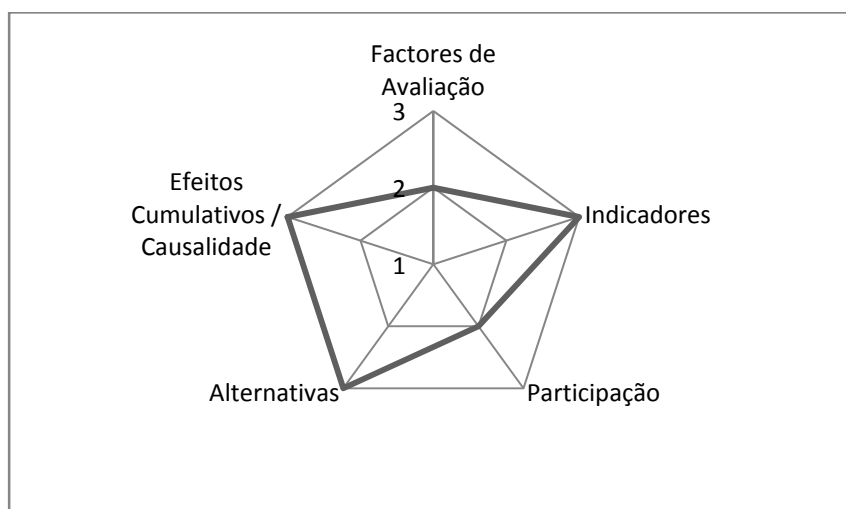 Factores de
Avaliação
3
Efeitos
Cumulativos /
Causalidade
2
Indicadores
1
Alternativas
Participação